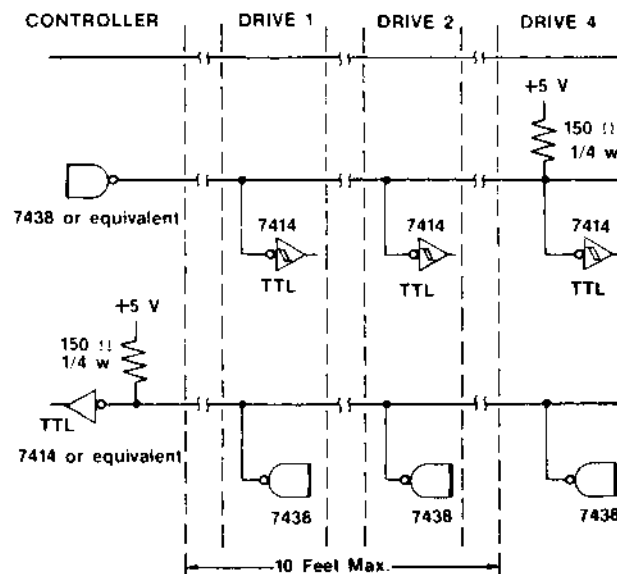 CONTROLLER
DRIVE 1
DRIVE 2
DRIVE 4
+5 V
150 Ω
1/4 w
7438 or equivalent
7414
7414
7414
TTL
TTL
TTL
+5 V
150 Ω
1/4 w
TTL
7414 or equivalent
7438
7438
7438
10 Feet Max.